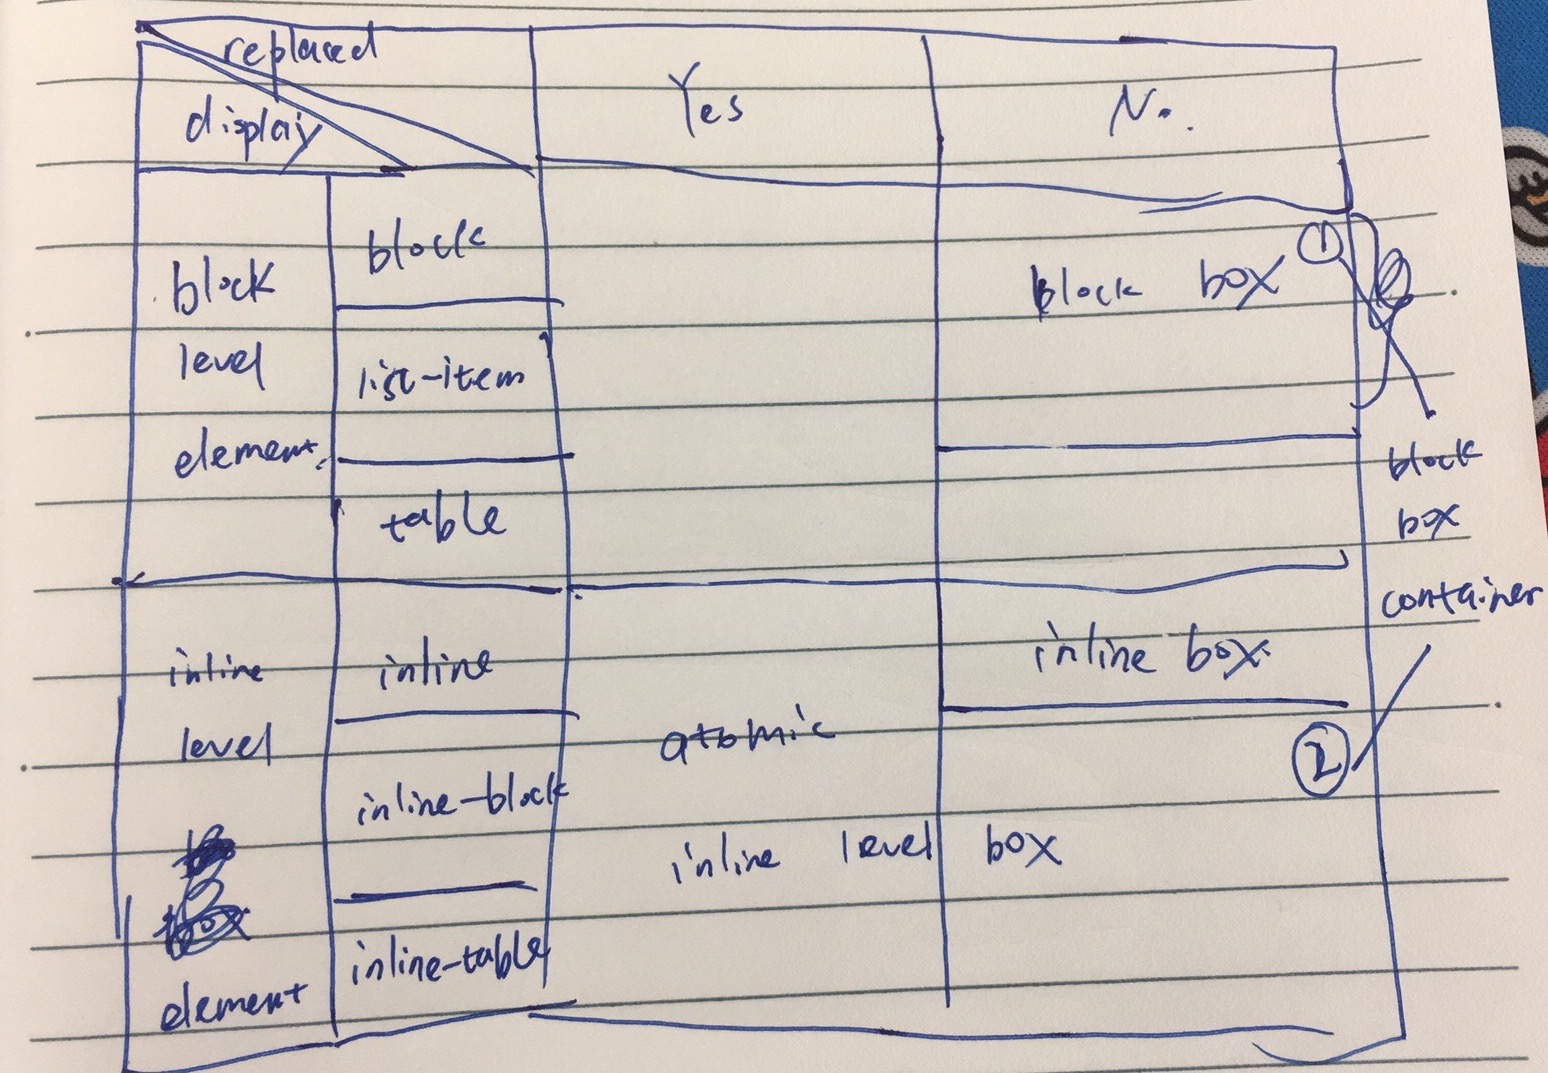 replaced
display
Yes
No.
block
level
element.
block
list-item
table
block box ①
block
box
container
inline
level
element
inline
inline-block
inline-table
inline box.
②
atomic
inline level box